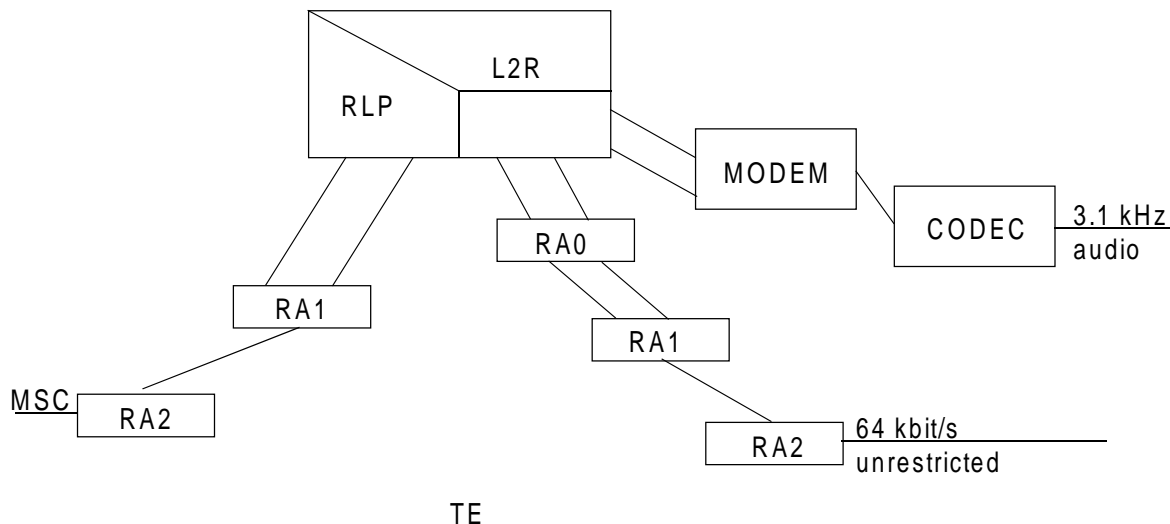 L2R
RLP
MODEM
CODEC
3.1 kHz
audio
RA0
RA1
RA1
MSC
RA2
RA2
64 kbit/s
unrestricted
TE